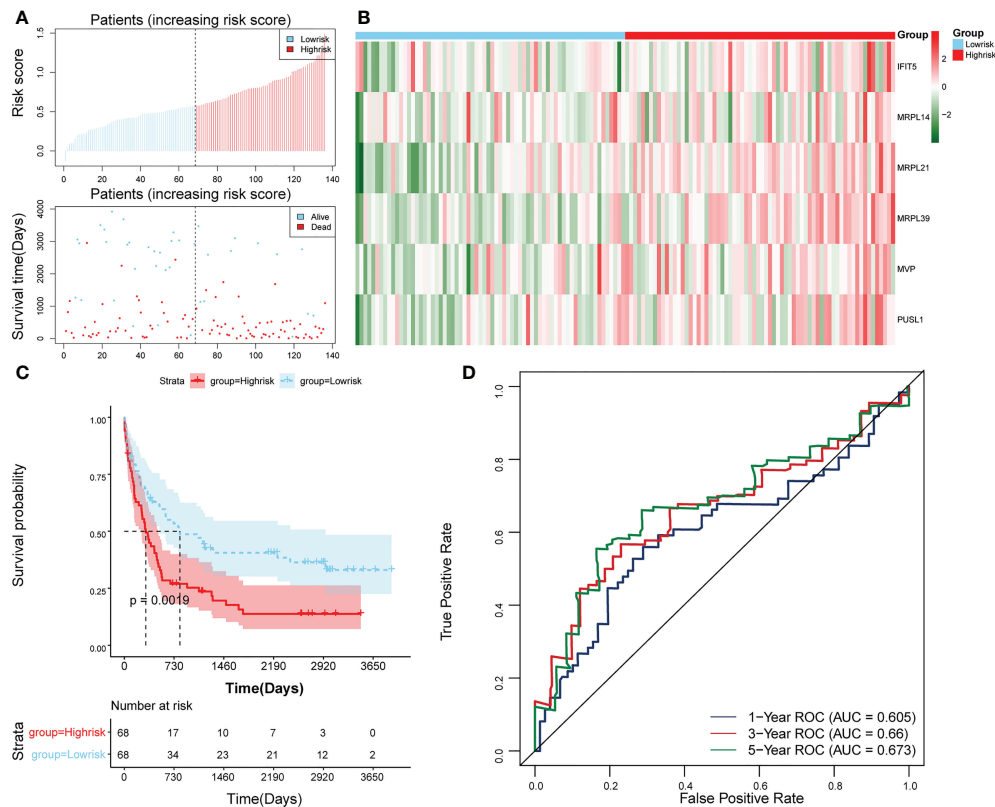 A
Patients (increasing risk score)
Risk score
0.0 0.5 1.0 1.5
Lowrisk
Highrisk
0 20 40 60 80 100 120 140
Patients (increasing risk score)
Survival time(Days)
0 1000 2000 3000 4000
Alive
Dead
0 20 40 60 80 100 120 140
B
Group
IFIT5
MRPL14
MRPL21
MRPL39
MVP
PUSL1
2
0
−2
Group
Lowrisk
Highrisk
C
Strata group=Highrisk group=Lowrisk
Survival probability
1.00
0.75
0.50
0.25
0.00
p = 0.0019
0 730 1460 2190 2920 3650
Time(Days)
Number at risk
Strata
group=Highrisk 68 17 10 7 3 0
group=Lowrisk 68 34 23 21 12 2
0 730 1460 2190 2920 3650
Time(Days)
D
True Positive Rate
0.0 0.2 0.4 0.6 0.8 1.0
1−Year ROC (AUC = 0.605)
3−Year ROC (AUC = 0.66)
5−Year ROC (AUC = 0.673)
0.0 0.2 0.4 0.6 0.8 1.0
False Positive Rate